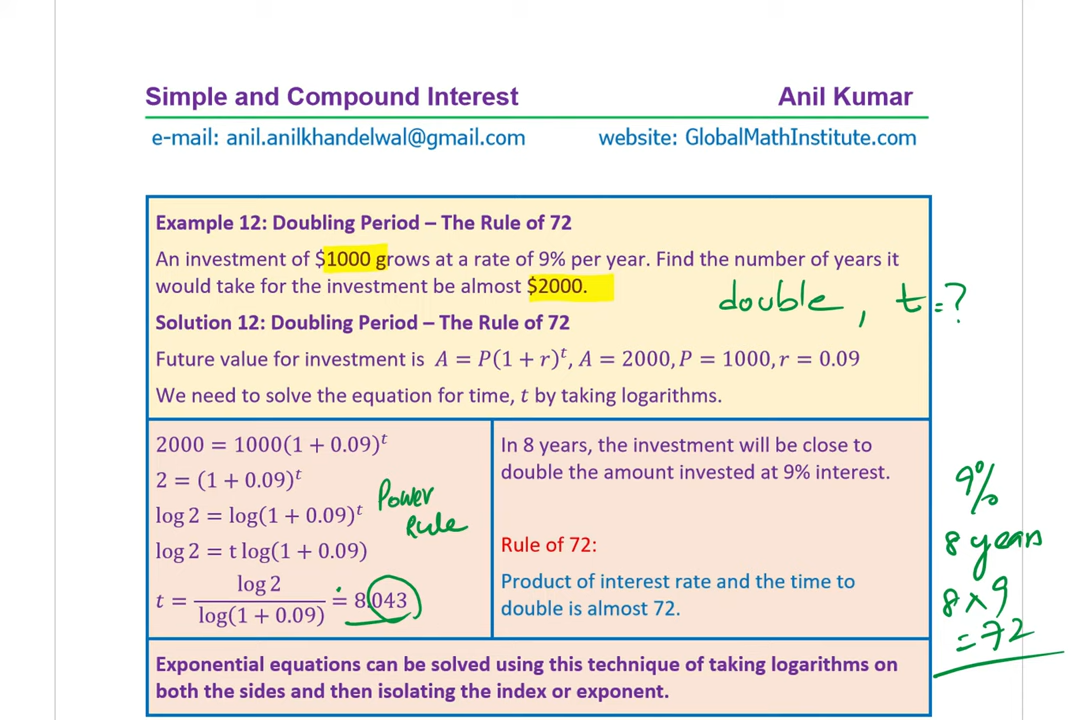 Simple and Compound Interest Anil Kumar
e-mail: anil.anilkhandelwal@gmail.com website: GlobalMathInstitute.com
Example 12: Doubling Period – The Rule of 72
An investment of $1000 grows at a rate of 9% per year. Find the number of years it
would take for the investment be almost $2000.
double, t = ?
Solution 12: Doubling Period – The Rule of 72
Future value for investment is A = P(1 + r)^t, A = 2000, P = 1000, r = 0.09
We need to solve the equation for time, t by taking logarithms.
2000 = 1000(1 + 0.09)^t
2 = (1 + 0.09)^t
log 2 = log(1 + 0.09)^t
Power
Rule
log 2 = t log(1 + 0.09)
t = log 2 / log(1 + 0.09) ≐ 8.043
In 8 years, the investment will be close to
double the amount invested at 9% interest.
Rule of 72:
Product of interest rate and the time to
double is almost 72.
9%
8 years
8 × 9
= 72
Exponential equations can be solved using this technique of taking logarithms on
both the sides and then isolating the index or exponent.